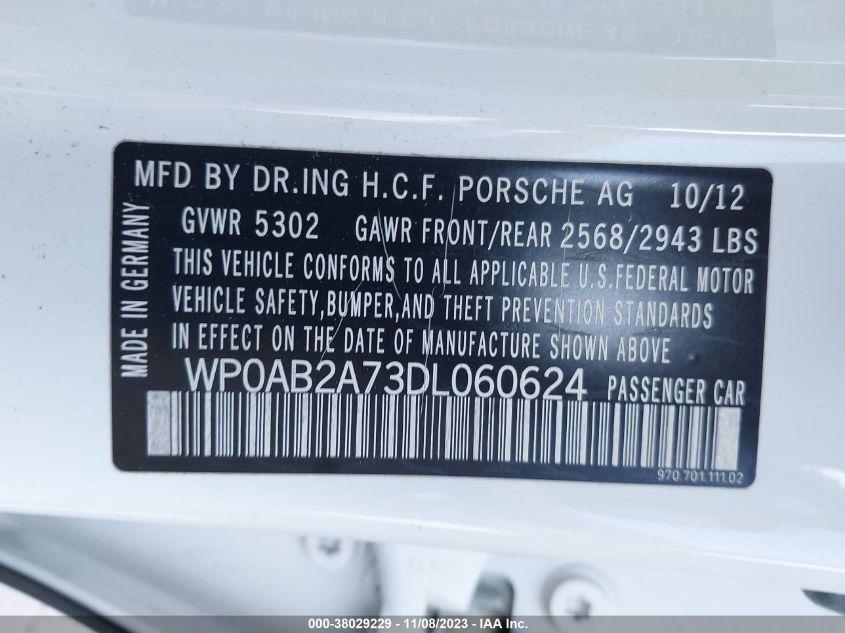 MFD BY DR.ING H.C.F. PORSCHE AG 10/12
GVWR 5302 GAWR FRONT/REAR 2568/2943 LBS
THIS VEHICLE CONFORMS TO ALL APPLICABLE U.S.FEDERAL MOTOR
VEHICLE SAFETY,BUMPER,AND THEFT PREVENTION STANDARDS
IN EFFECT ON THE DATE OF MANUFACTURE SHOWN ABOVE
WP0AB2A73DL060624 PASSENGER CAR
970.701.111.02
MADE IN GERMANY
000-38029229 - 11/08/2023 - IAA Inc.